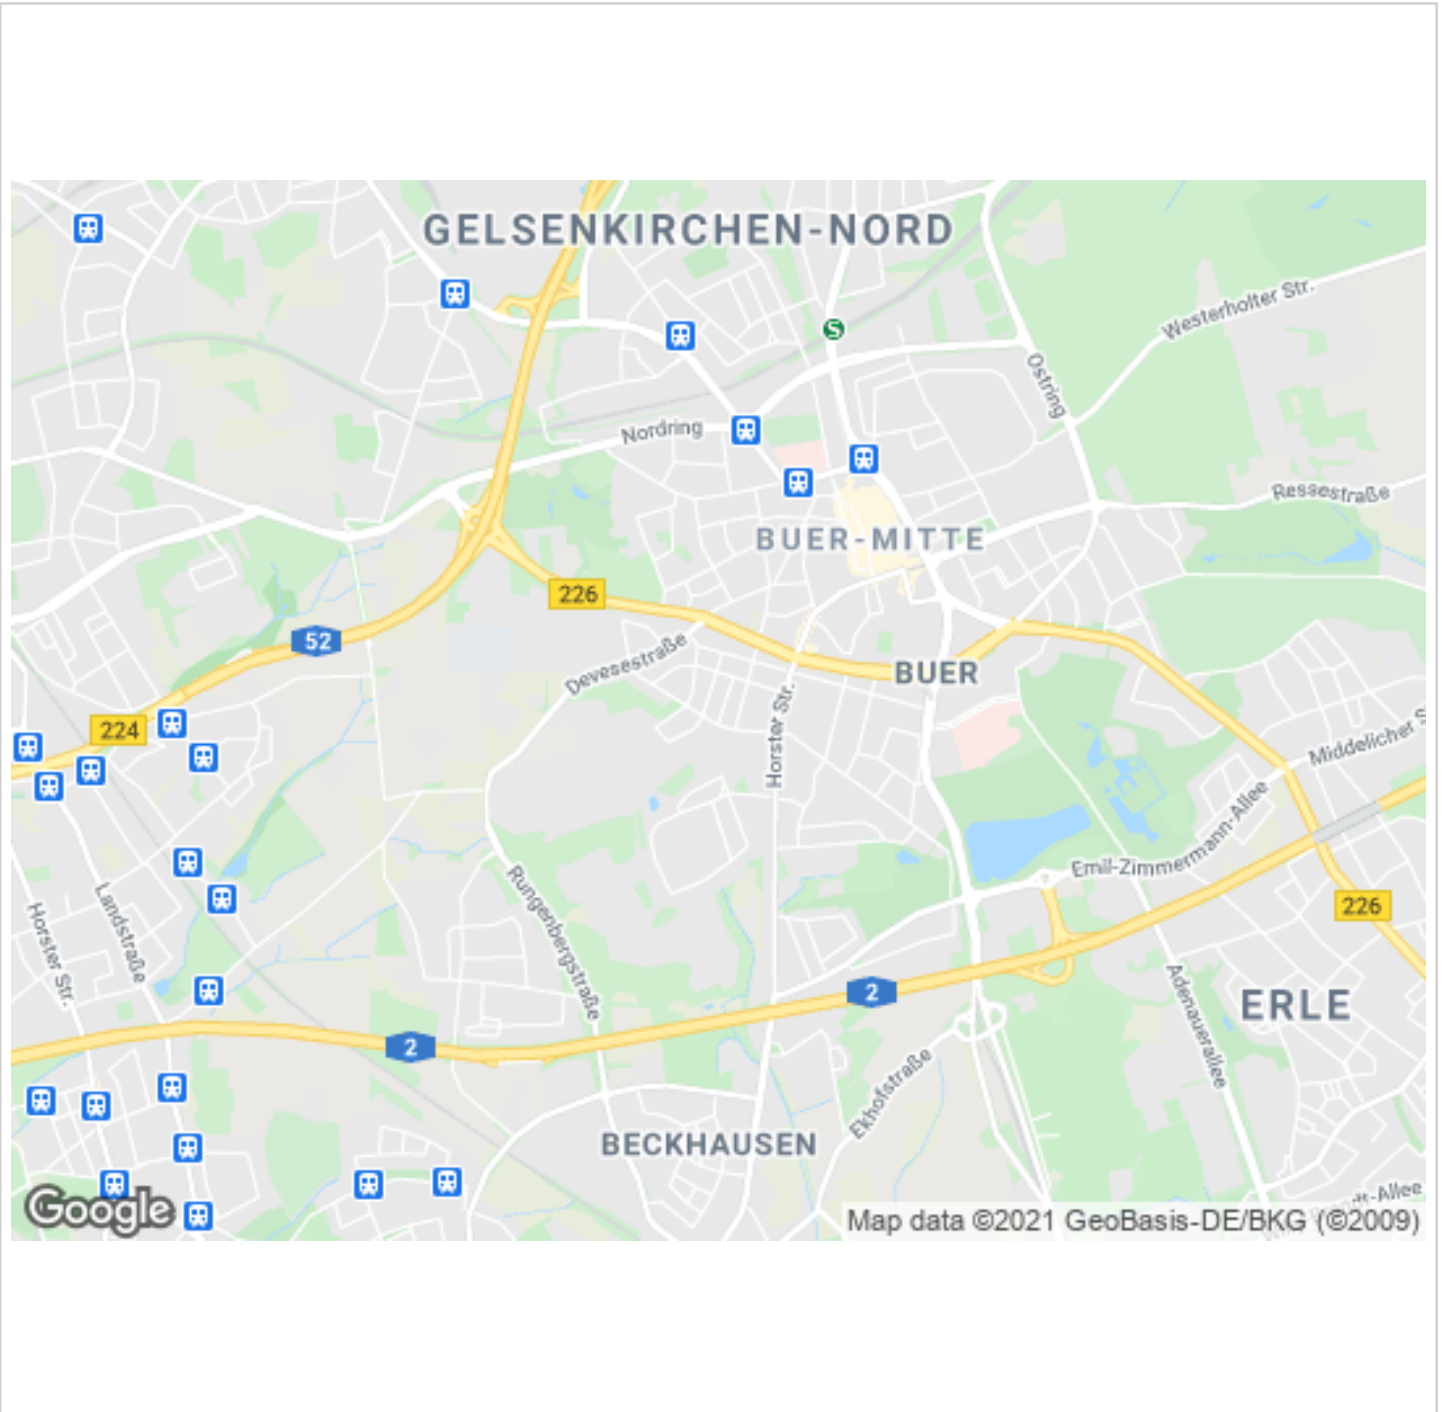 GELSENKIRCHEN-NORD
Westerholter Str.
S
Ostring
Nordring
Ressestraße
BUER-MITTE
226
52
Devesestraße
BUER
224
Horster Str.
Middelicher S
Emil-Zimmermann-Allee
Rungenbergstraße
Landstraße
Horster Str.
226
2
Adenauerallee
ERLE
2
Ekhofstraße
BECKHAUSEN
Google
Map data ©2021 GeoBasis-DE/BKG (©2009)